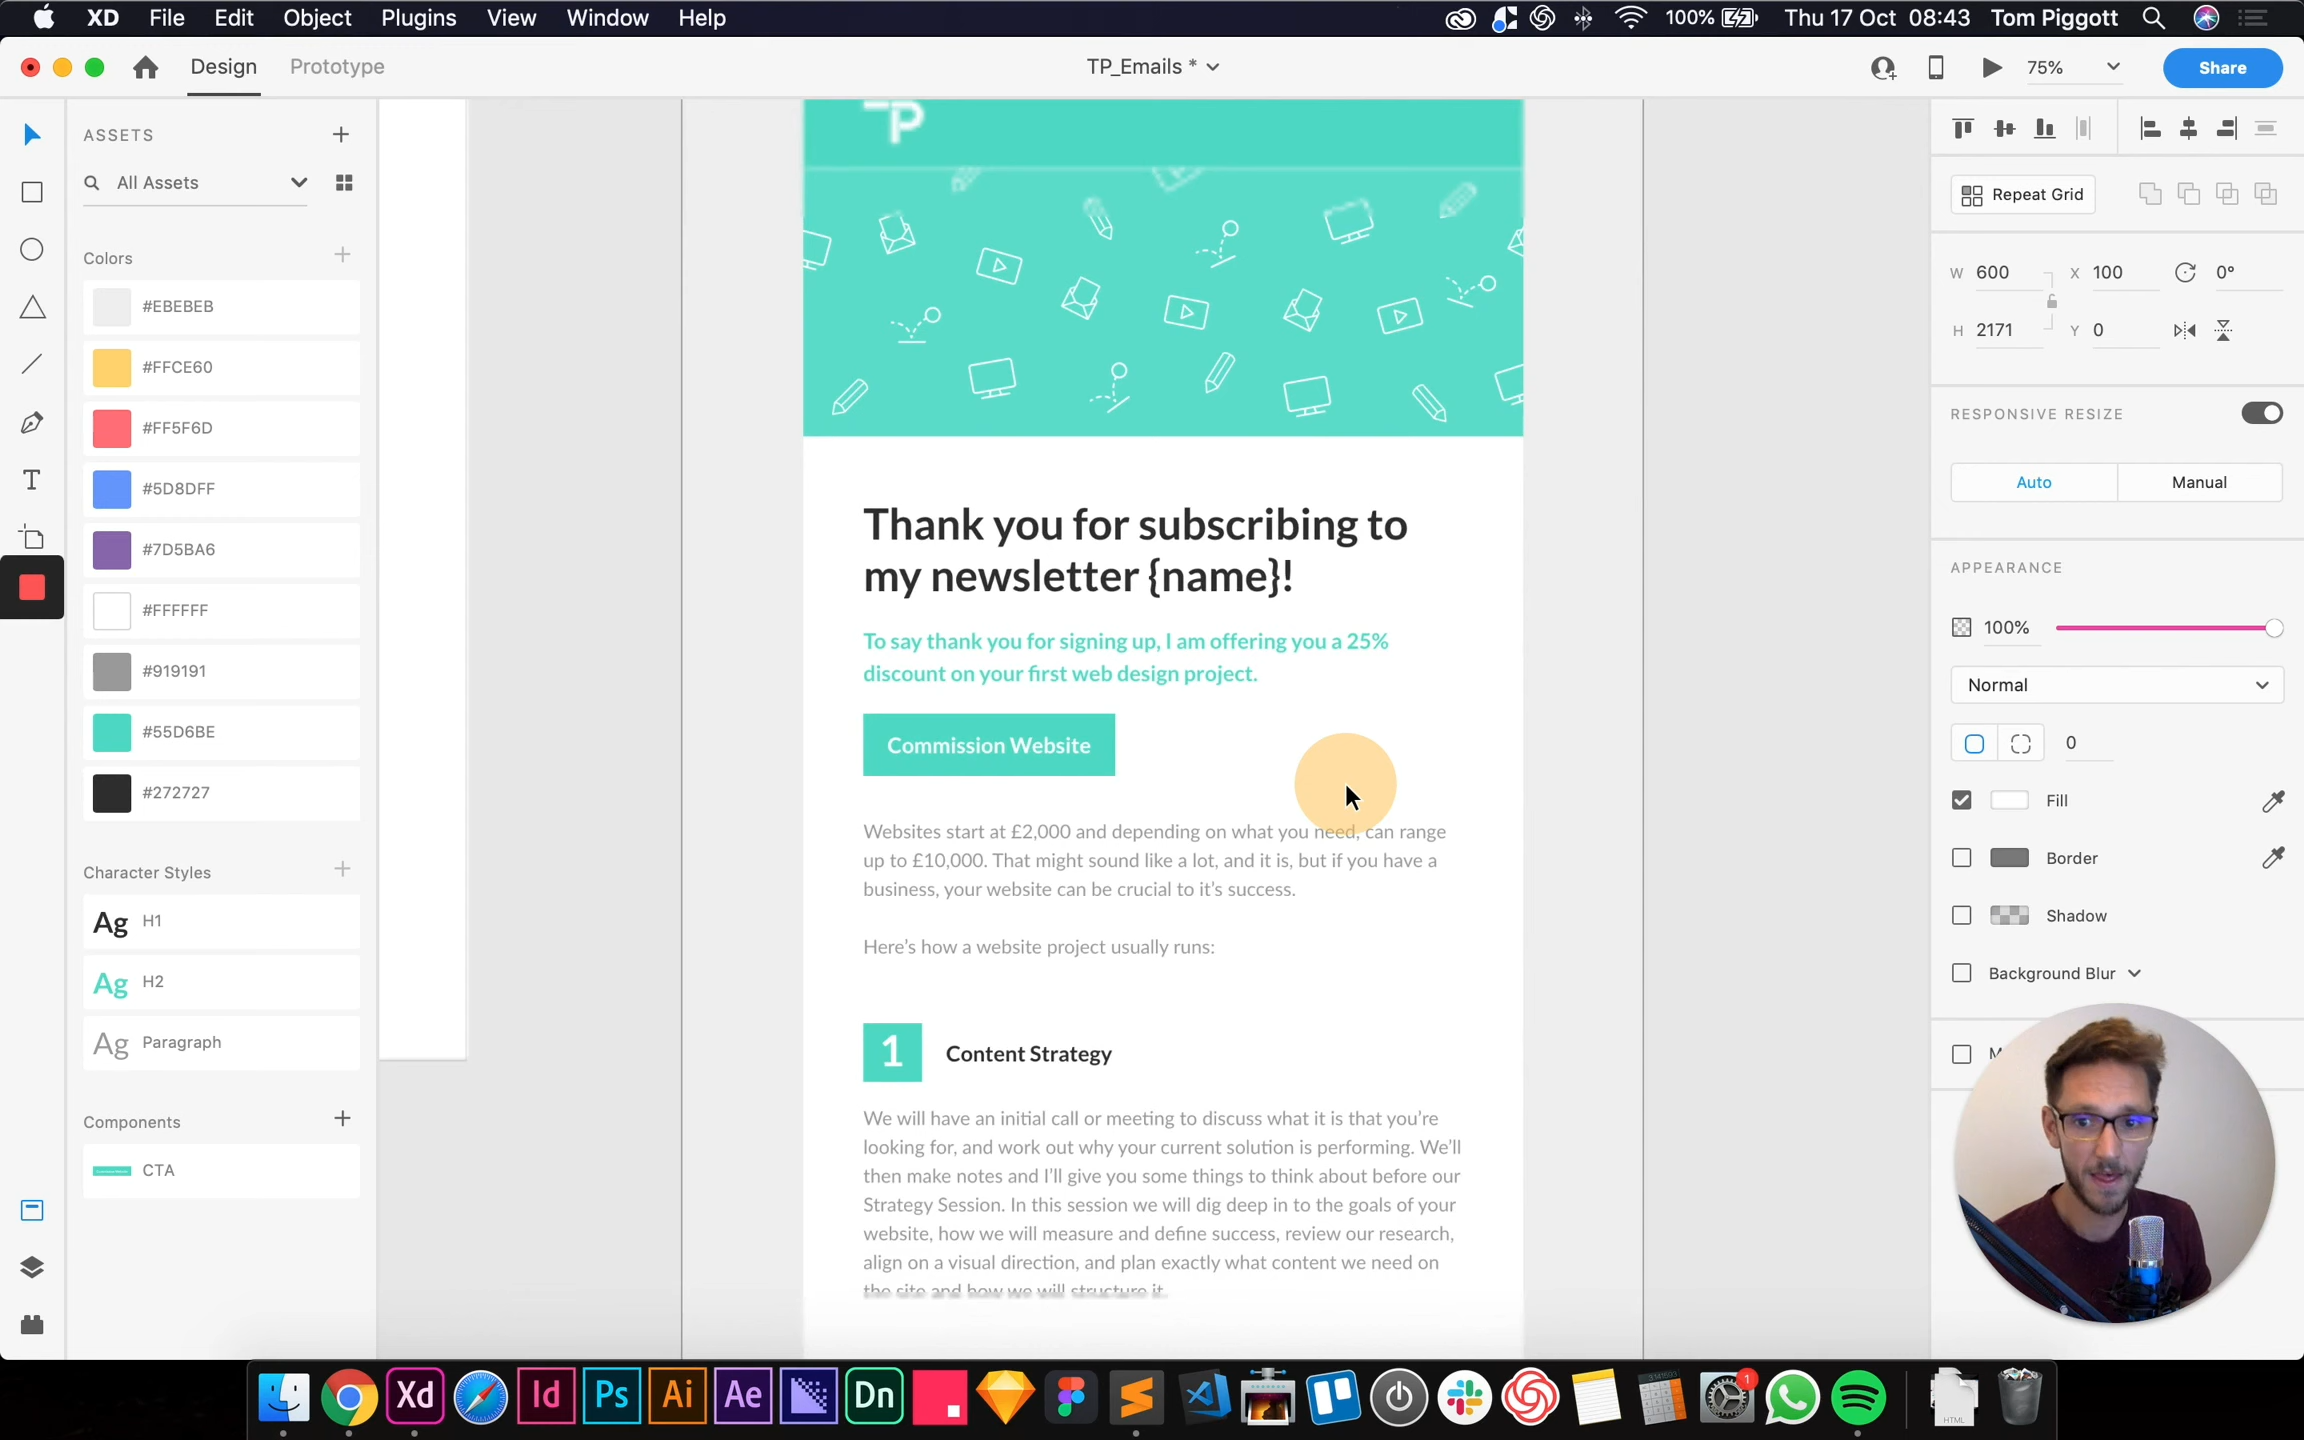 XD File Edit Object Plugins View Window Help 100% Thu 17 Oct 08:43 Tom Piggott
Design Prototype TP_Emails * 75% Share
ASSETS
All Assets
Colors
#EBEBEB
#FFCE60
#FF5F6D
#5D8DFF
#7D5BA6
#FFFFFF
#919191
#55D6BE
#272727
Character Styles
Ag H1
Ag H2
Ag Paragraph
Components
CTA
T
TP
Thank you for subscribing to
my newsletter {name}!
To say thank you for signing up, I am offering you a 25%
discount on your first web design project.
Commission Website
Websites start at £2,000 and depending on what you need, can range
up to £10,000. That might sound like a lot, and it is, but if you have a
business, your website can be crucial to it's success.
Here's how a website project usually runs:
1 Content Strategy
We will have an initial call or meeting to discuss what it is that you're
looking for, and work out why your current solution is performing. We'll
then make notes and I'll give you some things to think about before our
Strategy Session. In this session we will dig deep in to the goals of your
website, how we will measure and define success, review our research,
align on a visual direction, and plan exactly what content we need on
the site and how we will structure it.
Repeat Grid
W 600 X 100 0°
H 2171 Y 0
RESPONSIVE RESIZE
Auto Manual
APPEARANCE
100%
Normal
0
Fill
Border
Shadow
Background Blur
Xd Id Ps Ai Ae Dn 1 HTML